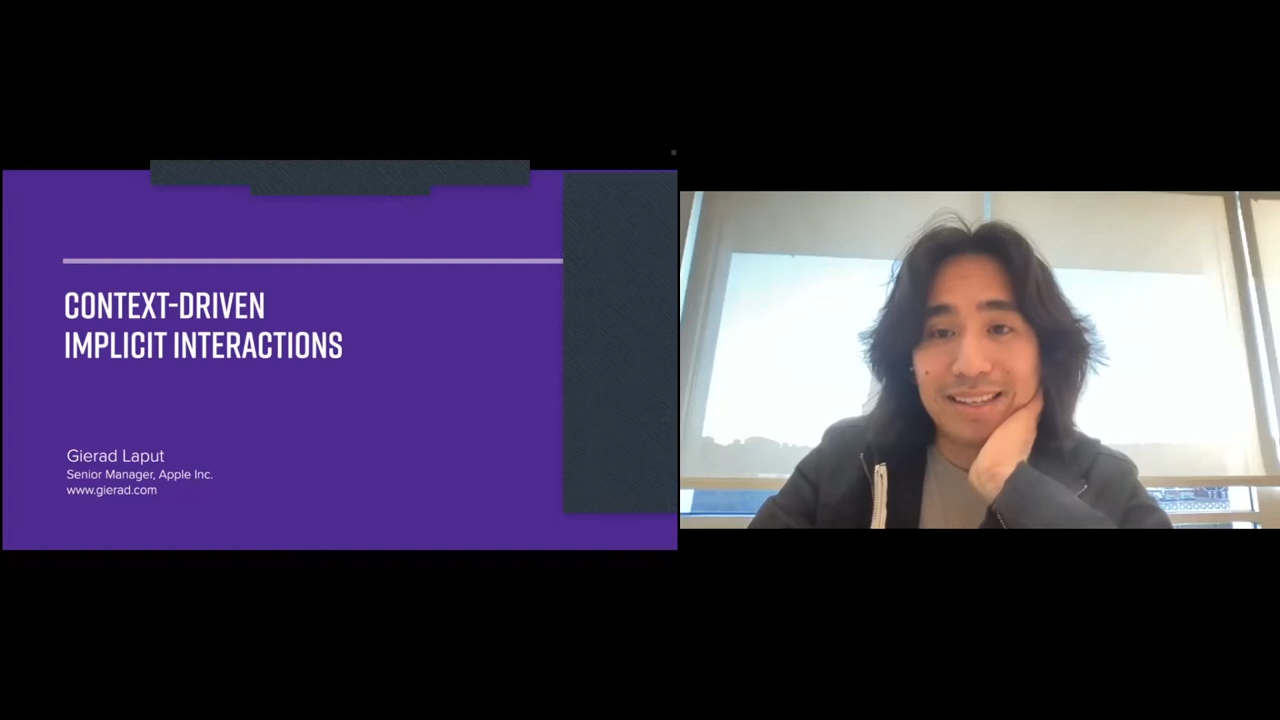 CONTEXT-DRIVEN
IMPLICIT INTERACTIONS
Gierad Laput
Senior Manager, Apple Inc.
www.gierad.com